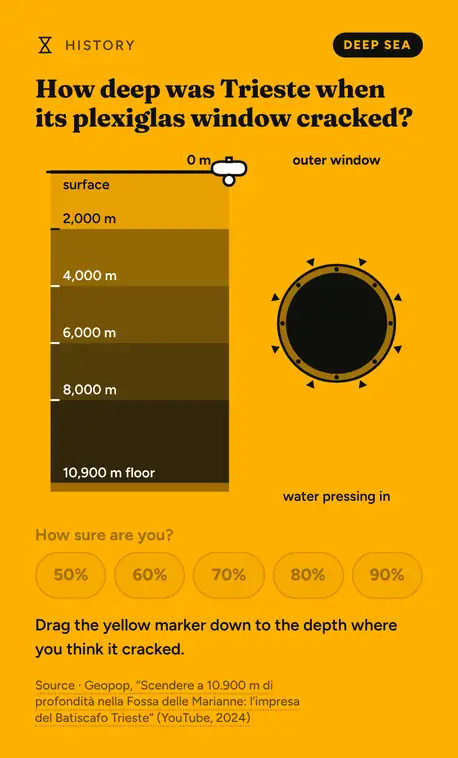 HISTORY
DEEP SEA
How deep was Trieste when
its plexiglas window cracked?
0 m
outer window
surface
2,000 m
4,000 m
6,000 m
8,000 m
10,900 m floor
water pressing in
How sure are you?
50%
60%
70%
80%
90%
Drag the yellow marker down to the depth where
you think it cracked.
Source · Geopop, “Scendere a 10.900 m di
profondità nella Fossa delle Marianne: l’impresa
del Batiscafo Trieste” (YouTube, 2024)